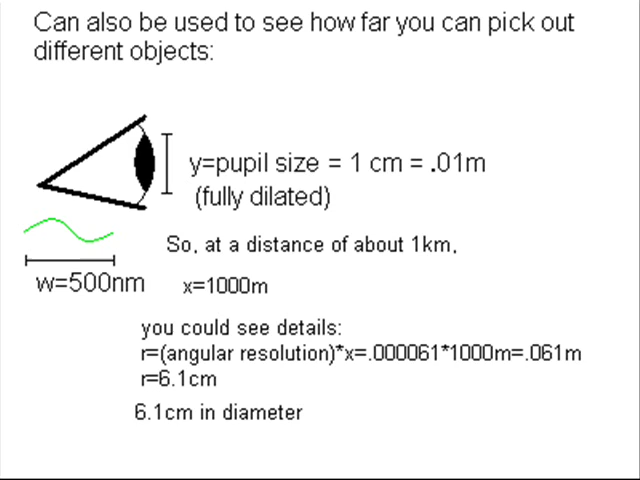 Can also be used to see how far you can pick out
different objects:
y=pupil size = 1 cm = .01m
(fully dilated)
So, at a distance of about 1km,
w=500nm
x=1000m
you could see details:
r=(angular resolution)*x=.000061*1000m=.061m
r=6.1cm
6.1cm in diameter